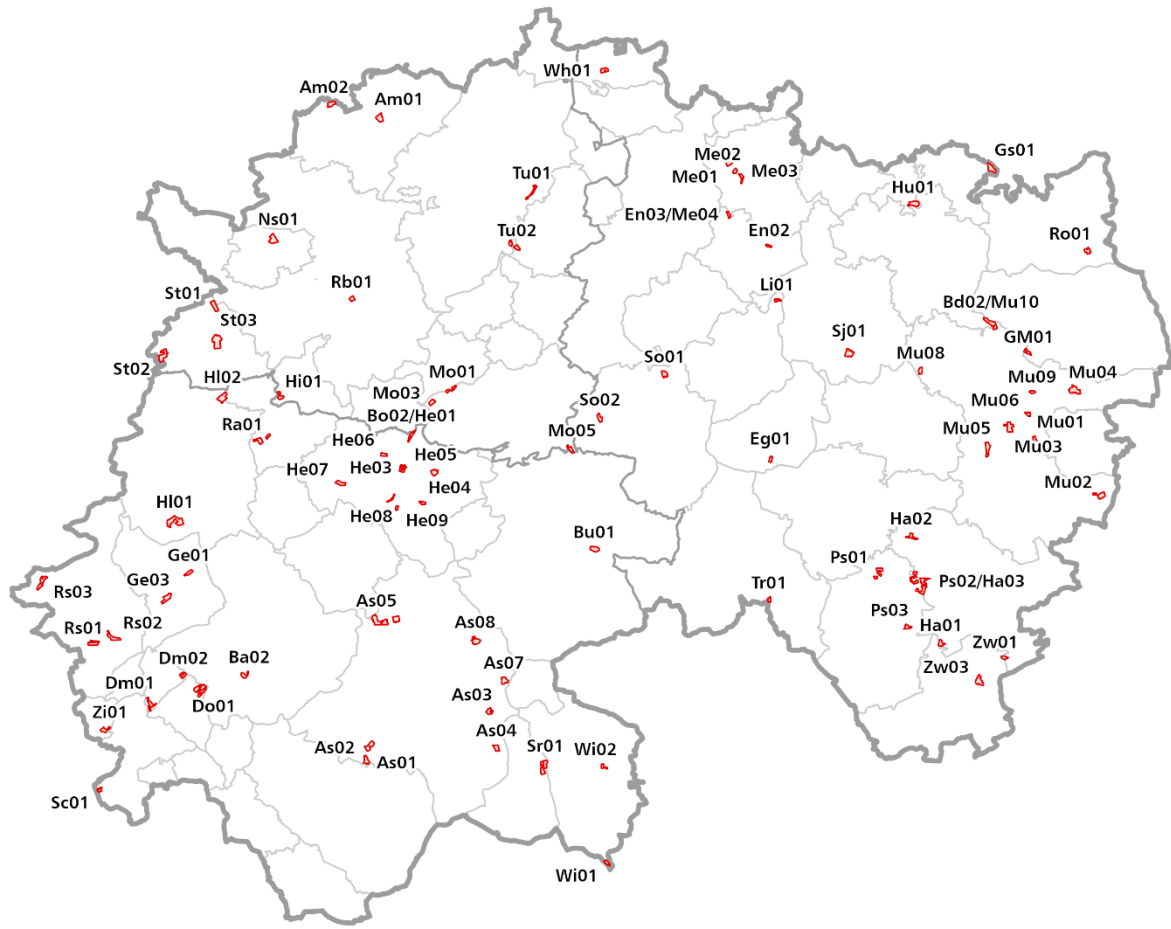 Wh01
Am02
Am01
Gs01
Me02
Me03
Me01
Tu01
Hu01
En03/Me04
Ns01
Tu02
En02
Ro01
Rb01
Li01
St01
Bd02/Mu10
St03
Sj01
GM01
St02
So01
Mu08
Hl02
Hi01
Mo01
Mu09
Mu04
Mo03
So02
Bo02/He01
Mu06
Ra01
He06
Mo05
Eg01
Mu05
Mu01
Mu03
He05
He07
He03
He04
Mu02
Hl01
He08
He09
Ha02
Bu01
Ge01
Ps01
Ge03
Rs03
Tr01
Ps02/Ha03
As05
Ps03
Rs01
Rs02
As08
Ha01
Zw01
Dm02
Ba02
As07
Zw03
Dm01
Do01
As03
Zi01
As04
As02
As01
Sr01
Wi02
Sc01
Wi01